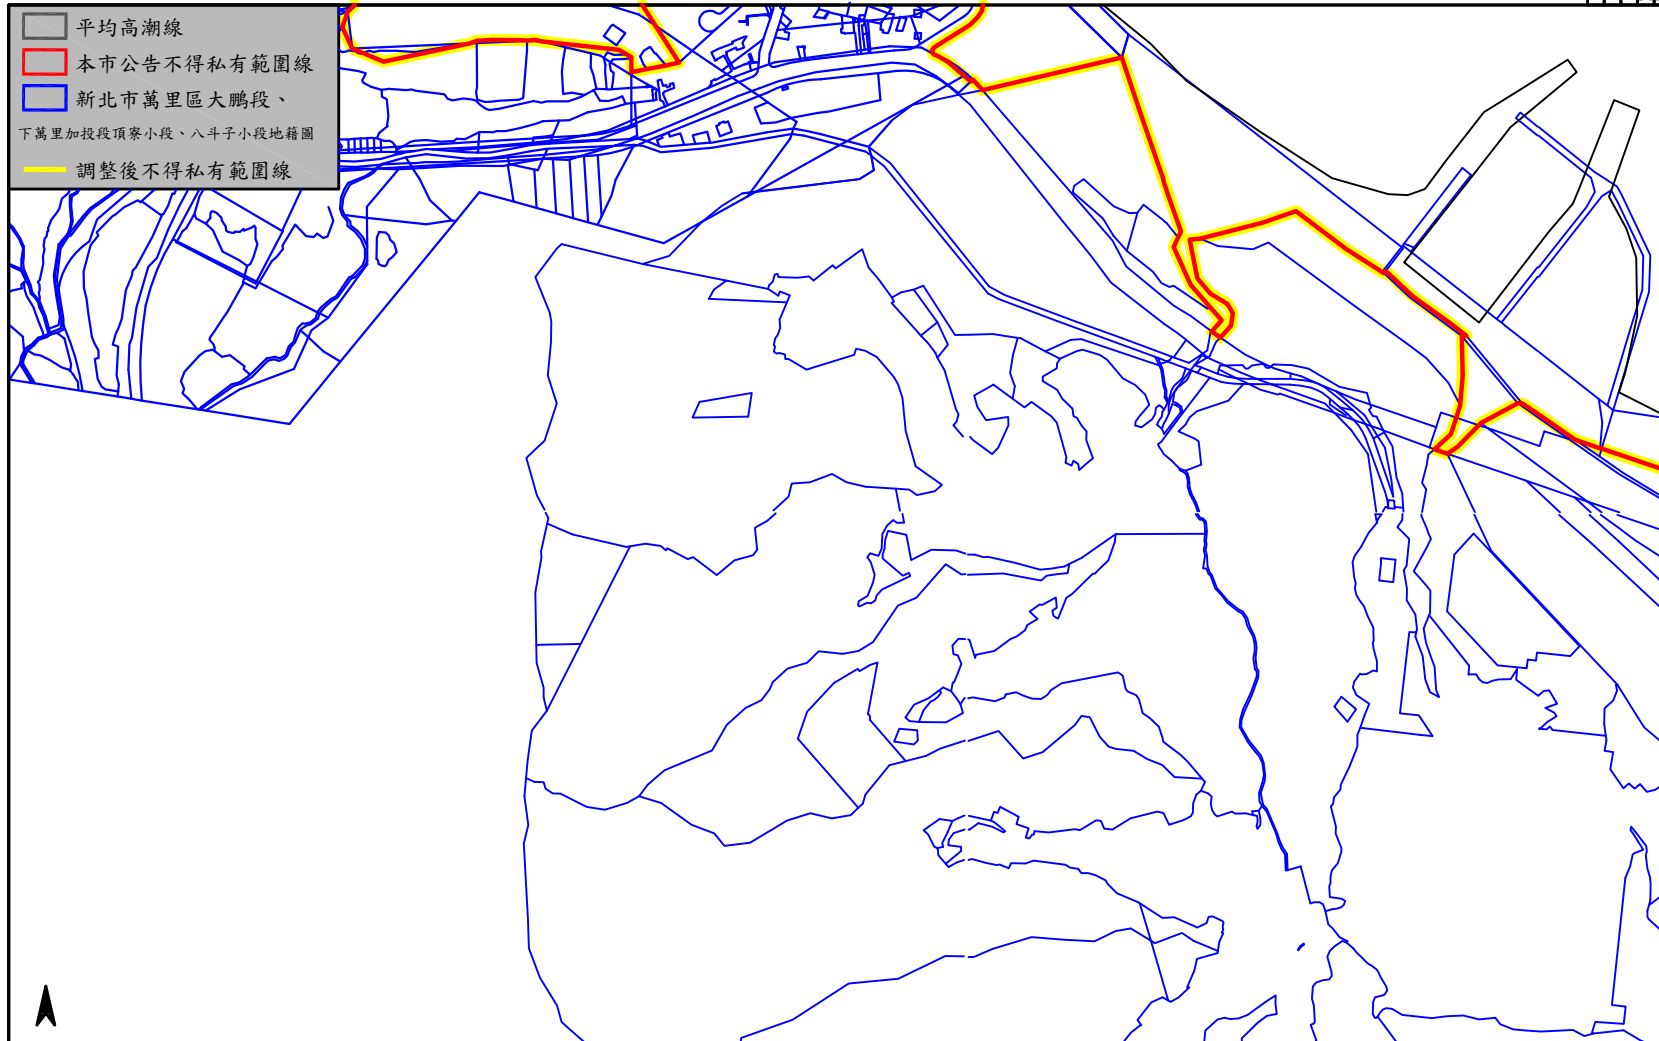 平均高潮線
本市公告不得私有範圍線
新北市萬里區大鵬段、
下萬里加投段頂寮小段、八斗子小段地籍圖
調整後不得私有範圍線